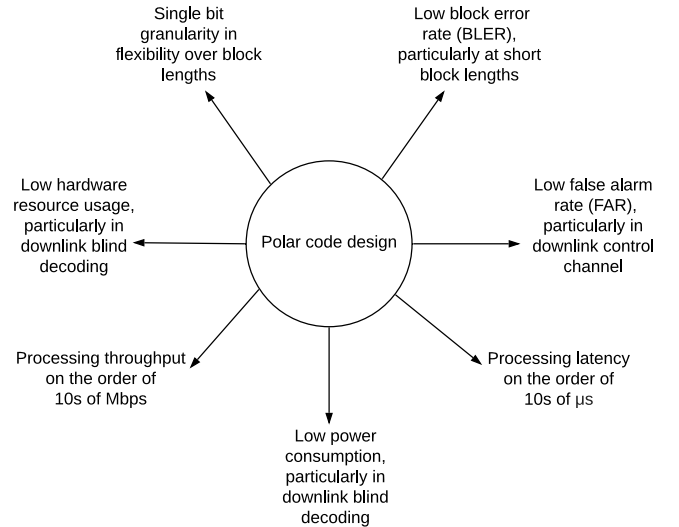 Single bit
granularity in
flexibility over block
lengths
Low block error
rate (BLER),
particularly at short
block lengths
Low hardware
resource usage,
particularly in
downlink blind
decoding
Polar code design
Low false alarm
rate (FAR),
particularly in
downlink control
channel
Processing throughput
on the order of
10s of Mbps
Processing latency
on the order of
10s of μs
Low power
consumption,
particularly in
downlink blind
decoding